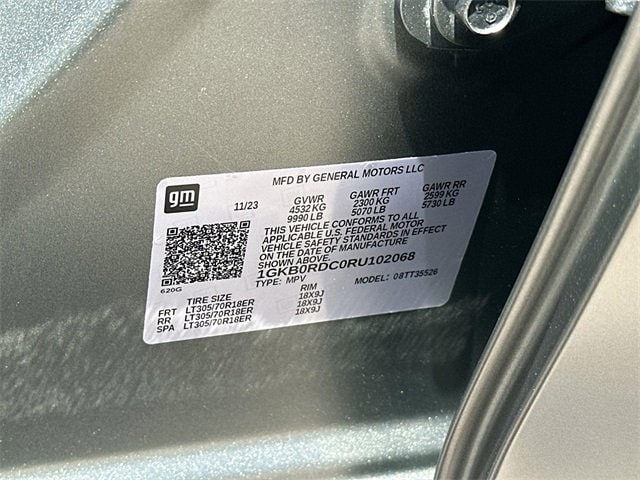 MFD BY GENERAL MOTORS LLC
gm
11/23 GVWR GAWR FRT GAWR RR
4532 KG 2300 KG 2599 KG
9990 LB 5070 LB 5730 LB
THIS VEHICLE CONFORMS TO ALL
APPLICABLE U.S. FEDERAL MOTOR
VEHICLE SAFETY STANDARDS IN EFFECT
ON THE DATE OF MANUFACTURE
1GKB0RDC0RU102068
620G TYPE: MPV MODEL: 08TT35526
TIRE SIZE RIM
FRT LT305/70R18ER 18X9J
RR LT305/70R18ER 18X9J
SPA LT305/70R18ER 18X9J